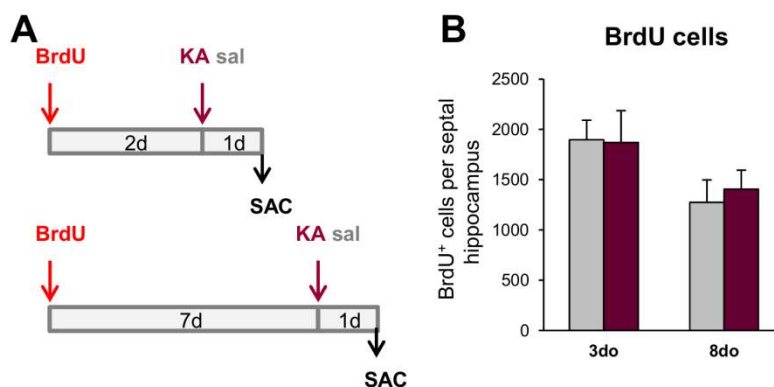 A
BrdU
KA sal
2d
1d
SAC
BrdU
KA sal
7d
1d
SAC
B
BrdU cells
BrdU⁺ cells per septal
hippocampus
2500
2000
1500
1000
500
0
3do
8do